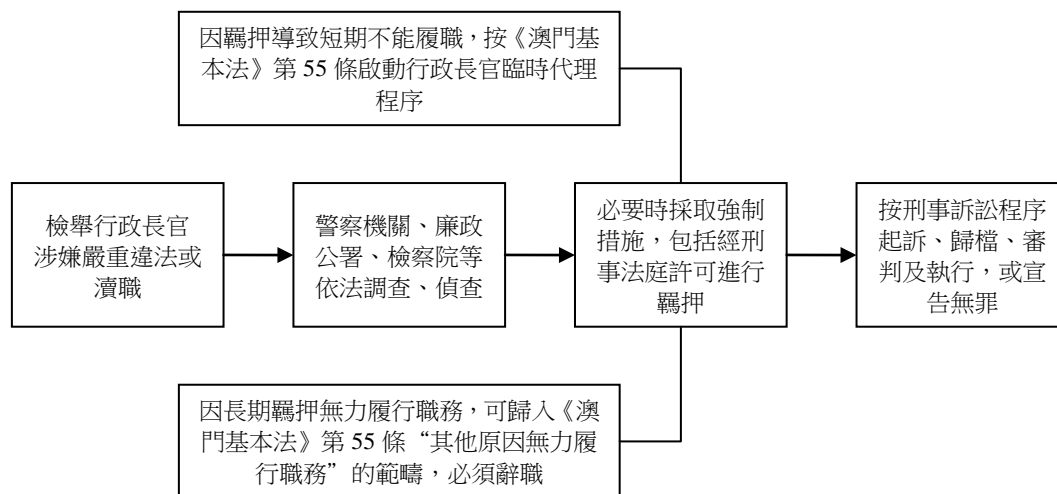 因羈押導致短期不能履職，按《澳門基
本法》第 55 條啟動行政長官臨時代理
程序
檢舉行政長官
涉嫌嚴重違法或
瀆職
警察機關、廉政
公署、檢察院等
依法調查、偵查
必要時採取強制
措施，包括經刑
事法庭許可進行
羈押
按刑事訴訟程序
起訴、歸檔、審
判及執行，或宣
告無罪
因長期羈押無力履行職務，可歸入《澳
門基本法》第 55 條“其他原因無力履
行職務”的範疇，必須辭職